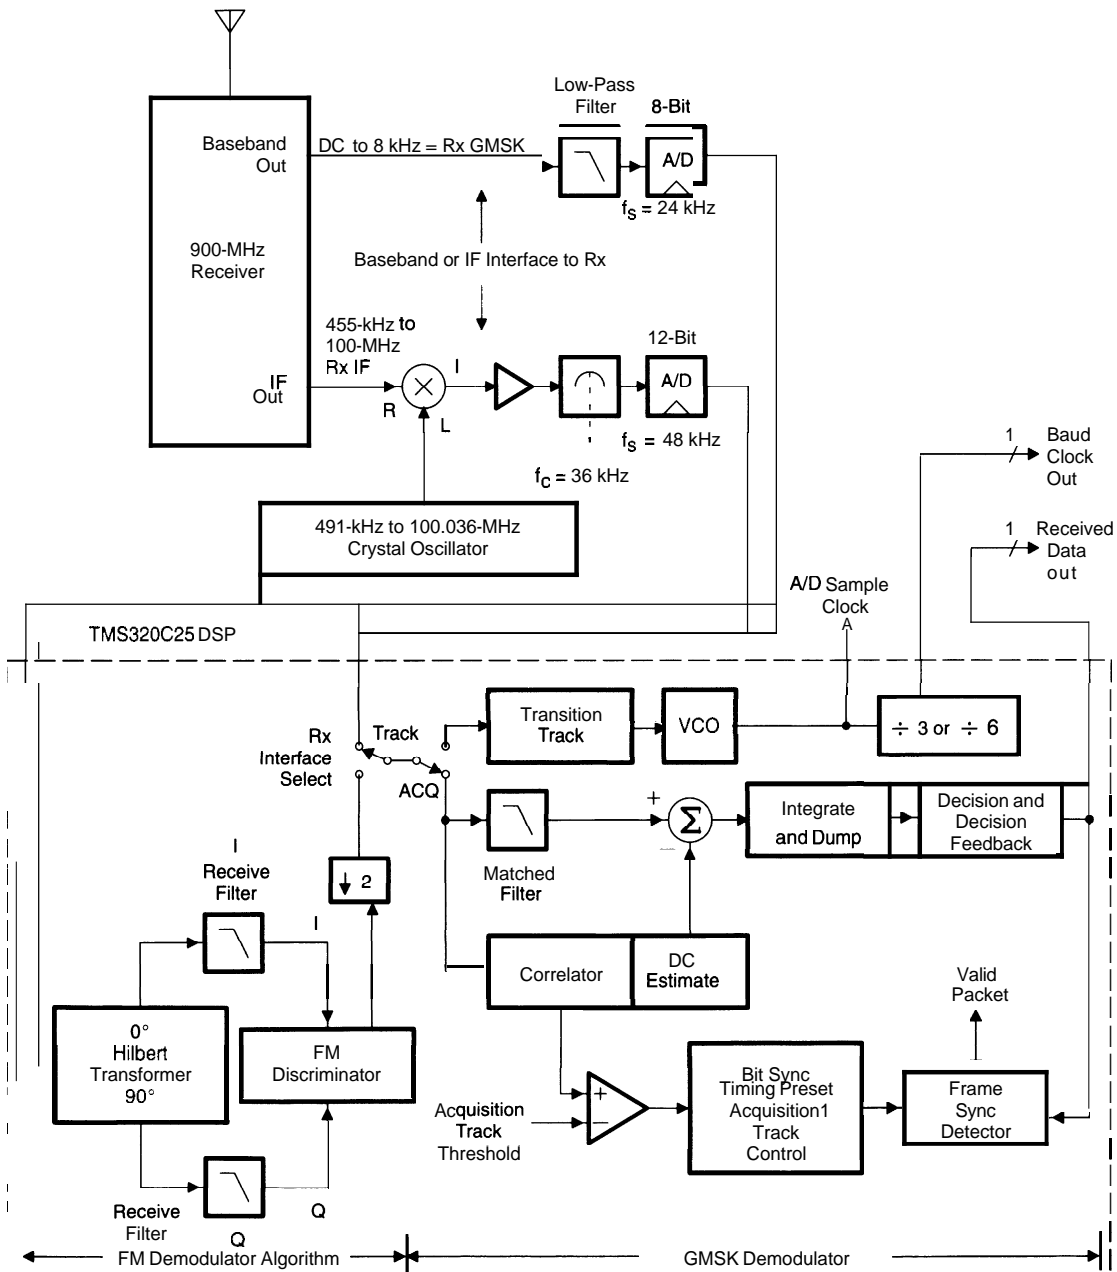 Low-Pass
Filter
8-Bit
Baseband
Out
DC to 8 kHz = Rx GMSK
A/D
fS = 24 kHz
900-MHz
Receiver
Baseband or IF Interface to Rx
455-kHz to
100-MHz
Rx IF
12-Bit
IF
Out
I
A/D
R
L
fS = 48 kHz
fC = 36 kHz
1
Baud
Clock
Out
491-kHz to 100.036-MHz
Crystal Oscillator
1
Received
Data
out
A/D Sample
Clock
A
TMS320C25 DSP
Rx
Interface
Select
Track
ACQ
Transition
Track
VCO
÷ 3 or ÷ 6
+
Σ
−
Integrate
and Dump
Decision and
Decision
Feedback
Matched
Filter
↓ 2
I
Receive
Filter
I
Correlator
DC
Estimate
Valid
Packet
0°
Hilbert
Transformer
90°
FM
Discriminator
Acquisition
Track
Threshold
+
−
Bit Sync
Timing Preset
Acquisition1
Track
Control
Frame
Sync
Detector
Receive
Filter
Q
Q
FM Demodulator Algorithm
GMSK Demodulator